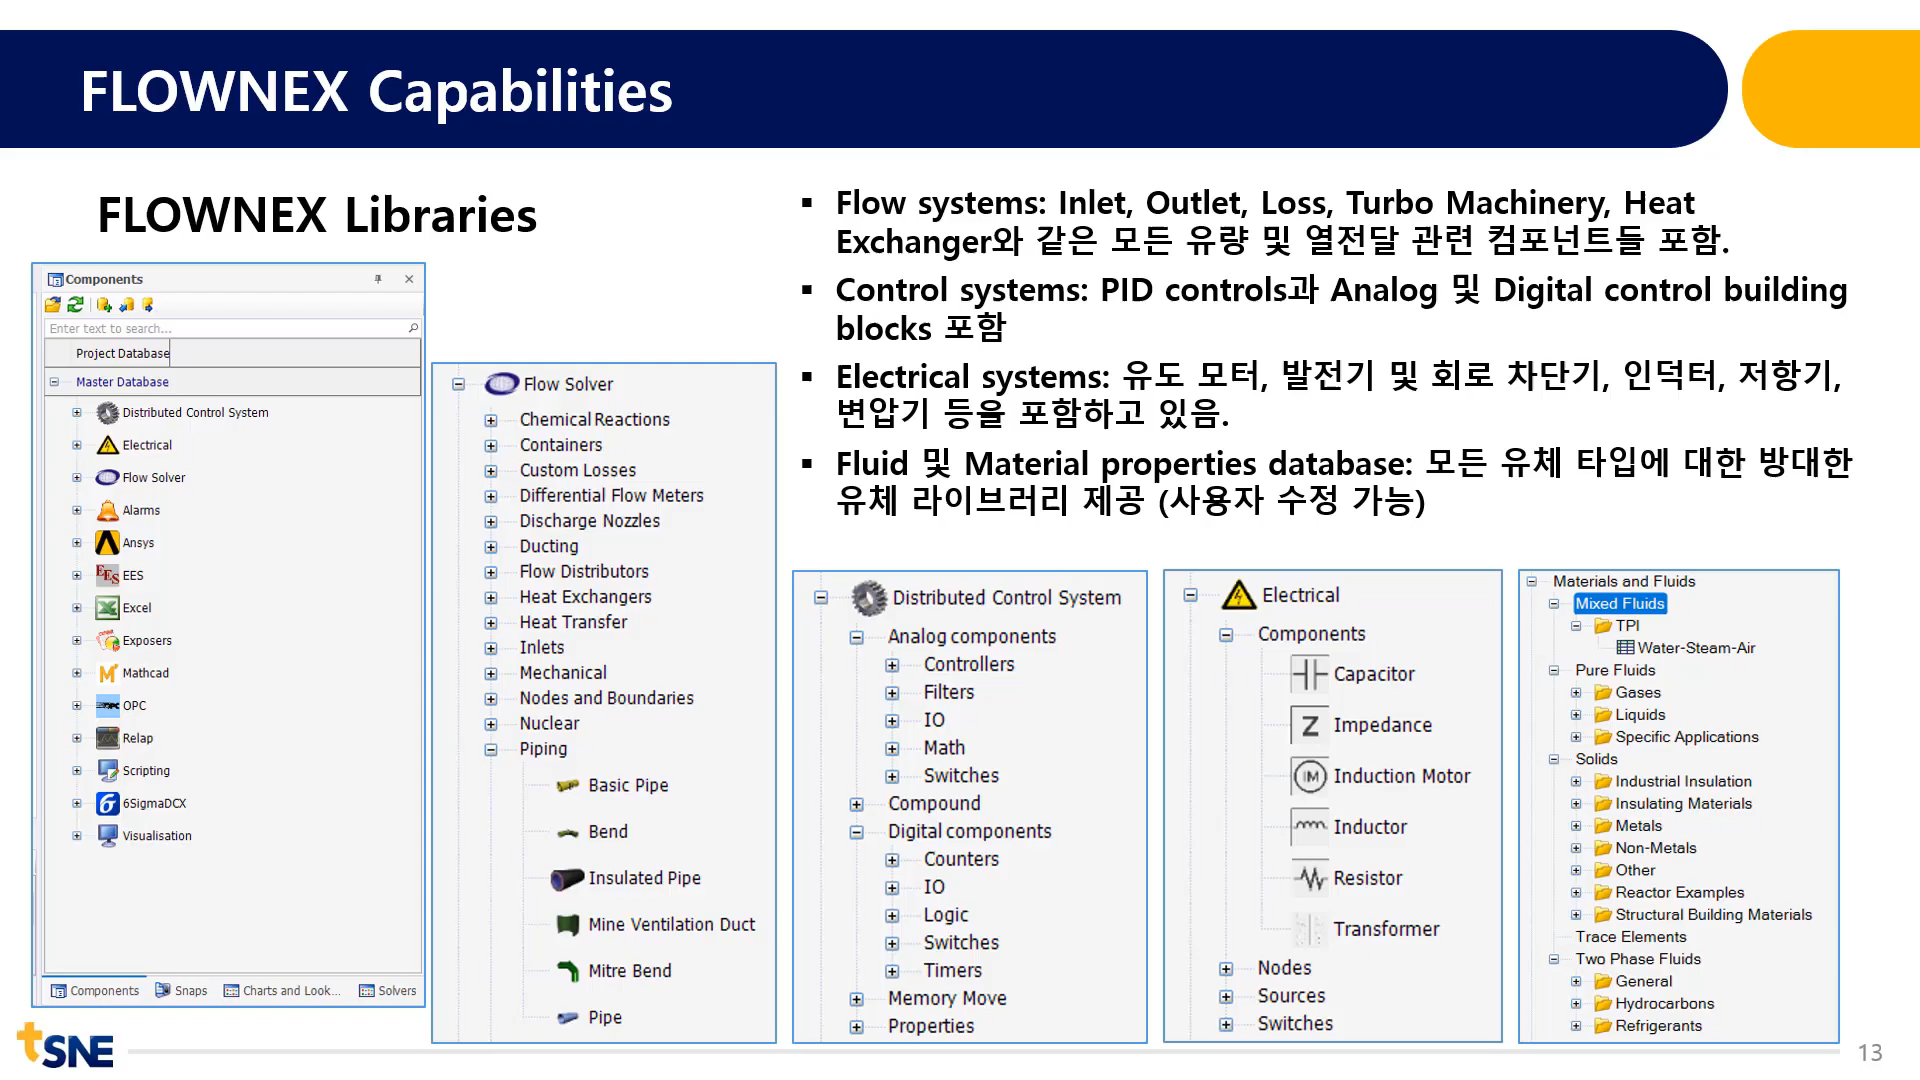 FLOWNEX Capabilities
FLOWNEX Libraries
▪ Flow systems: Inlet, Outlet, Loss, Turbo Machinery, Heat
Exchanger와 같은 모든 유량 및 열전달 관련 컴포넌트들 포함.
▪ Control systems: PID controls과 Analog 및 Digital control building
blocks 포함
▪ Electrical systems: 유도 모터, 발전기 및 회로 차단기, 인덕터, 저항기,
변압기 등을 포함하고 있음.
▪ Fluid 및 Material properties database: 모든 유체 타입에 대한 방대한
유체 라이브러리 제공 (사용자 수정 가능)
Components
Enter text to search...
Project Database
Master Database
Distributed Control System
Electrical
Flow Solver
Alarms
Ansys
EES
Excel
Exposers
Mathcad
OPC
Relap
Scripting
6SigmaDCX
Visualisation
Components Snaps Charts and Look... Solvers
Flow Solver
Chemical Reactions
Containers
Custom Losses
Differential Flow Meters
Discharge Nozzles
Ducting
Flow Distributors
Heat Exchangers
Heat Transfer
Inlets
Mechanical
Nodes and Boundaries
Nuclear
Piping
Basic Pipe
Bend
Insulated Pipe
Mine Ventilation Duct
Mitre Bend
Pipe
Distributed Control System
Analog components
Controllers
Filters
IO
Math
Switches
Compound
Digital components
Counters
IO
Logic
Switches
Timers
Memory Move
Properties
Electrical
Components
Capacitor
Z Impedance
IM Induction Motor
Inductor
Resistor
Transformer
Nodes
Sources
Switches
Materials and Fluids
Mixed Fluids
TPI
Water-Steam-Air
Pure Fluids
Gases
Liquids
Specific Applications
Solids
Industrial Insulation
Insulating Materials
Metals
Non-Metals
Other
Reactor Examples
Structural Building Materials
Trace Elements
Two Phase Fluids
General
Hydrocarbons
Refrigerants
tSNE
13